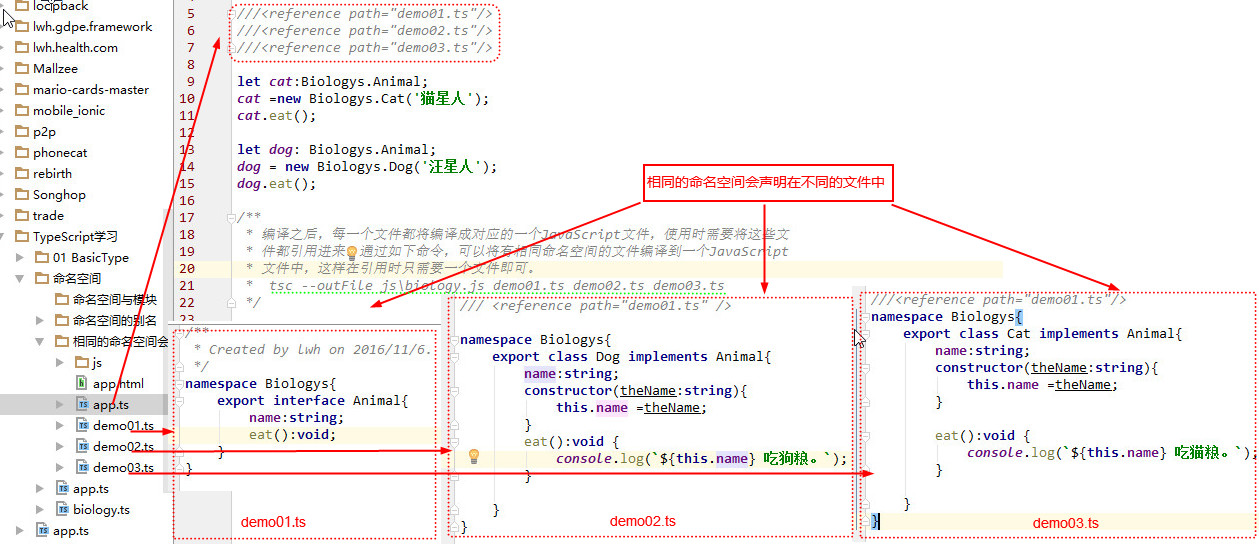 locipback
lwh.gdpe.framework
lwh.health.com
Mallzee
mario-cards-master
mobile_ionic
p2p
phonecat
rebirth
Songhop
trade
TypeScript学习
01 BasicType
命名空间
命名空间与模块
命名空间的别名
相同的命名空间会
js
app.html
app.ts
demo01.ts
demo02.ts
demo03.ts
app.ts
biology.ts
app.ts
5 ///<reference path="demo01.ts"/>
6 ///<reference path="demo02.ts"/>
7 ///<reference path="demo03.ts"/>
8
9 let cat:Biologys.Animal;
10 cat =new Biologys.Cat('猫星人');
11 cat.eat();
12
13 let dog: Biologys.Animal;
14 dog = new Biologys.Dog('汪星人');
15 dog.eat();
16
17 /**
18 * 编译之后，每一个文件都将编译成对应的一个JavaScript文件，使用时需要将这些文
19 * 件都引用进来 通过如下命令，可以将有相同命名空间的文件编译到一个JavaScript
20 * 文件中，这样在引用时只需要一个文件即可。
21 * tsc --outFile js\biology.js demo01.ts demo02.ts demo03.ts
22 */
23
相同的命名空间会声明在不同的文件中
/**
* Created by lwh on 2016/11/6.
*/
namespace Biologys{
export interface Animal{
name:string;
eat():void;
}
}
demo01.ts
/// <reference path="demo01.ts" />
namespace Biologys{
export class Dog implements Animal{
name:string;
constructor(theName:string){
this.name =theName;
}
eat():void {
console.log(`${this.name} 吃狗粮。`);
}
}
}
demo02.ts
///<reference path="demo01.ts"/>
namespace Biologys{
export class Cat implements Animal{
name:string;
constructor(theName:string){
this.name =theName;
}
eat():void {
console.log(`${this.name} 吃猫粮。`);
}
}
}
demo03.ts